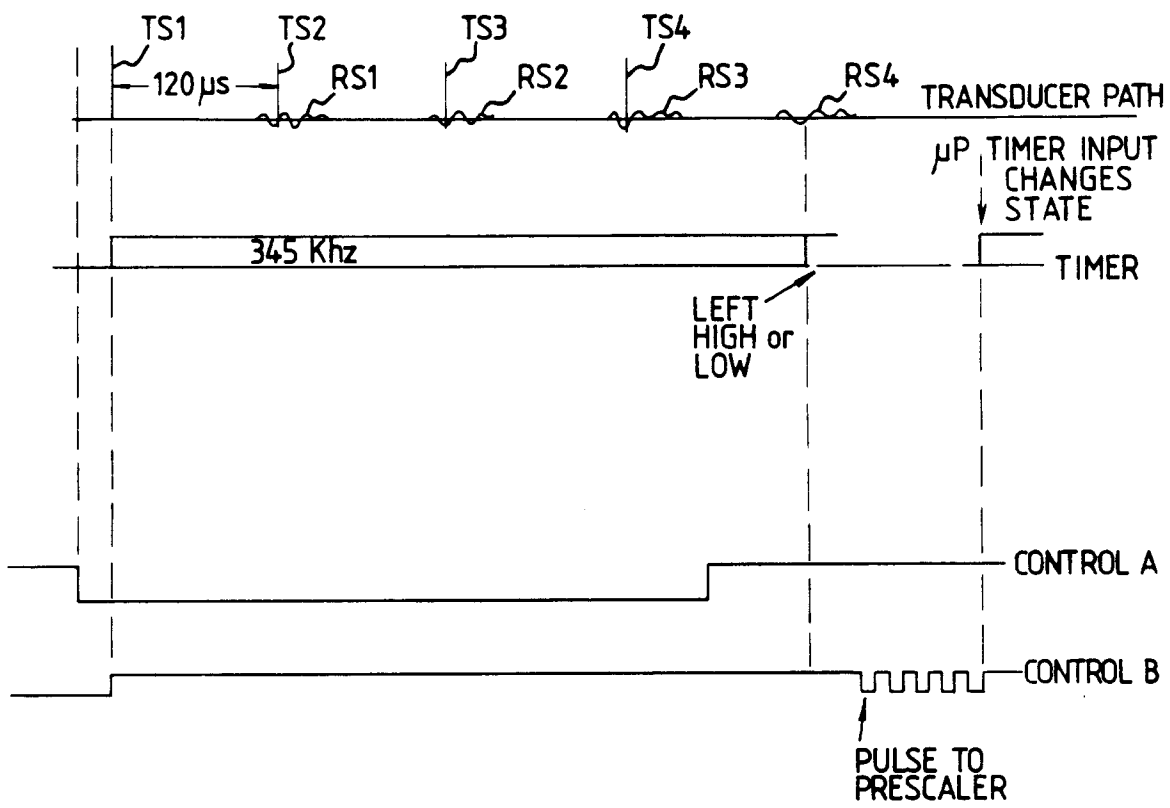 TS1
TS2
TS3
TS4
120 µs
RS1
RS2
RS3
RS4
TRANSDUCER PATH
µP TIMER INPUT
CHANGES
STATE
345 Khz
TIMER
LEFT
HIGH or
LOW
CONTROL A
CONTROL B
PULSE TO
PRESCALER